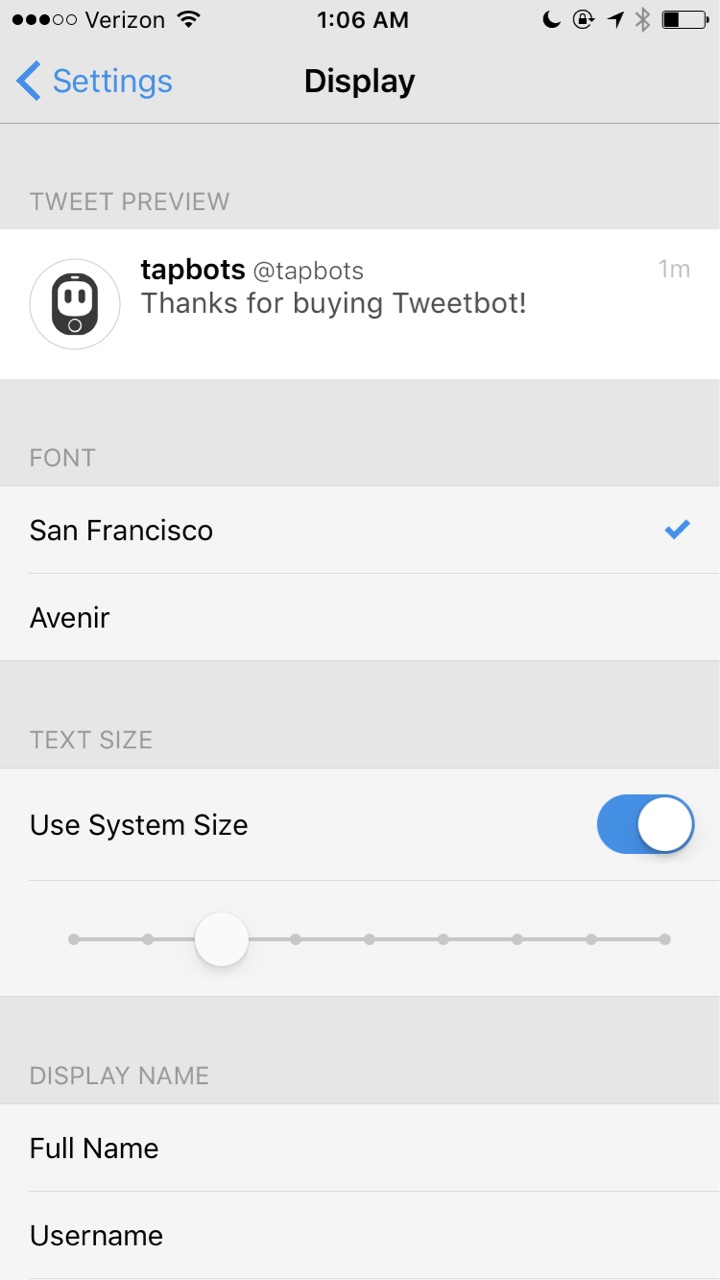 Verizon 1:06 AM
Settings Display
TWEET PREVIEW
tapbots @tapbots 1m
Thanks for buying Tweetbot!
FONT
San Francisco
Avenir
TEXT SIZE
Use System Size
DISPLAY NAME
Full Name
Username